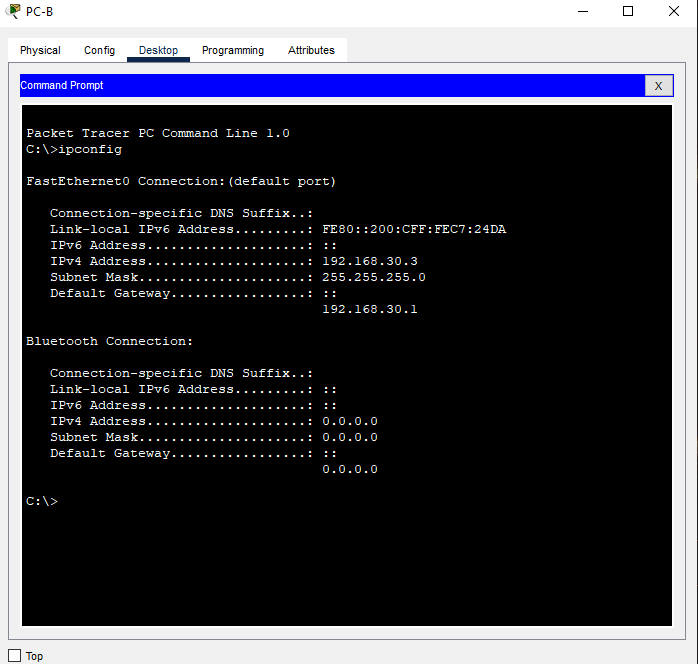 PC-B
Physical Config Desktop Programming Attributes
Command Prompt X
Packet Tracer PC Command Line 1.0
C:\>ipconfig
FastEthernet0 Connection:(default port)
Connection-specific DNS Suffix..:
Link-local IPv6 Address.........: FE80::200:CFF:FEC7:24DA
IPv6 Address....................: ::
IPv4 Address....................: 192.168.30.3
Subnet Mask.....................: 255.255.255.0
Default Gateway.................: ::
192.168.30.1
Bluetooth Connection:
Connection-specific DNS Suffix..:
Link-local IPv6 Address.........: ::
IPv6 Address....................: ::
IPv4 Address....................: 0.0.0.0
Subnet Mask.....................: 0.0.0.0
Default Gateway.................: ::
0.0.0.0
C:\>
Top